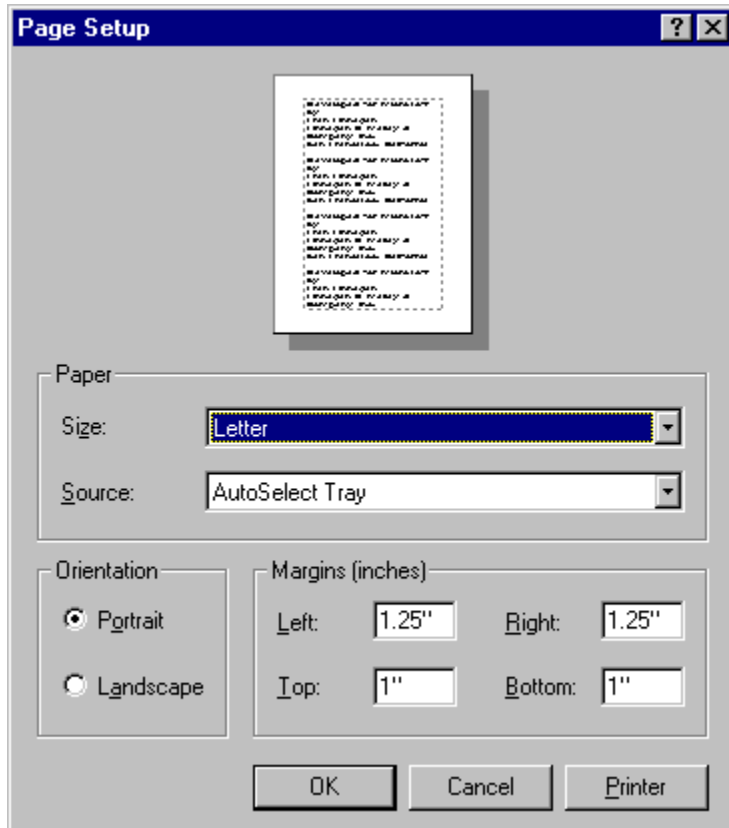 Page Setup
Paper
Size: Letter
Source: AutoSelect Tray
Orientation
Portrait
Landscape
Margins (inches)
Left: 1.25" Right: 1.25"
Top: 1" Bottom: 1"
OK Cancel Printer